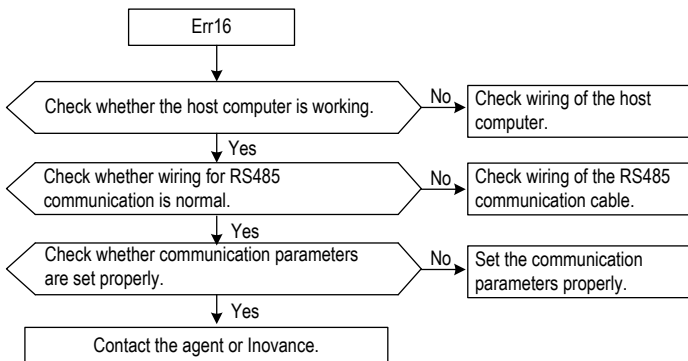 Err16
Check whether the host computer is working.
No
Check wiring of the host
computer.
Yes
Check whether wiring for RS485
communication is normal.
No
Check wiring of the RS485
communication cable.
Yes
Check whether communication parameters
are set properly.
No
Set the communication
parameters properly.
Yes
Contact the agent or Inovance.